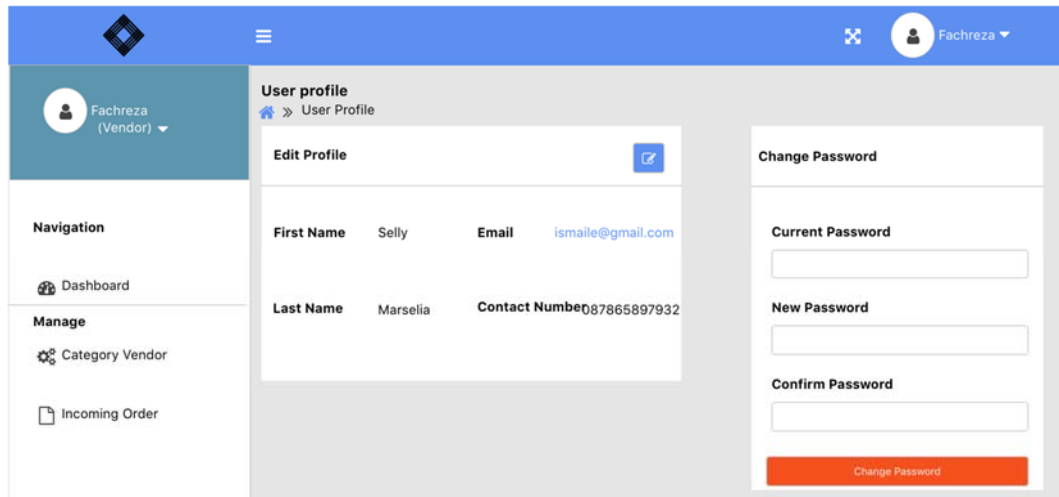 Fachreza
Fachreza
(Vendor)
Navigation
Dashboard
Manage
Category Vendor
Incoming Order
User profile
» User Profile
Edit Profile
First Name Selly Email ismaile@gmail.com
Last Name Marselia Contact Number 087865897932
Change Password
Current Password
New Password
Confirm Password
Change Password